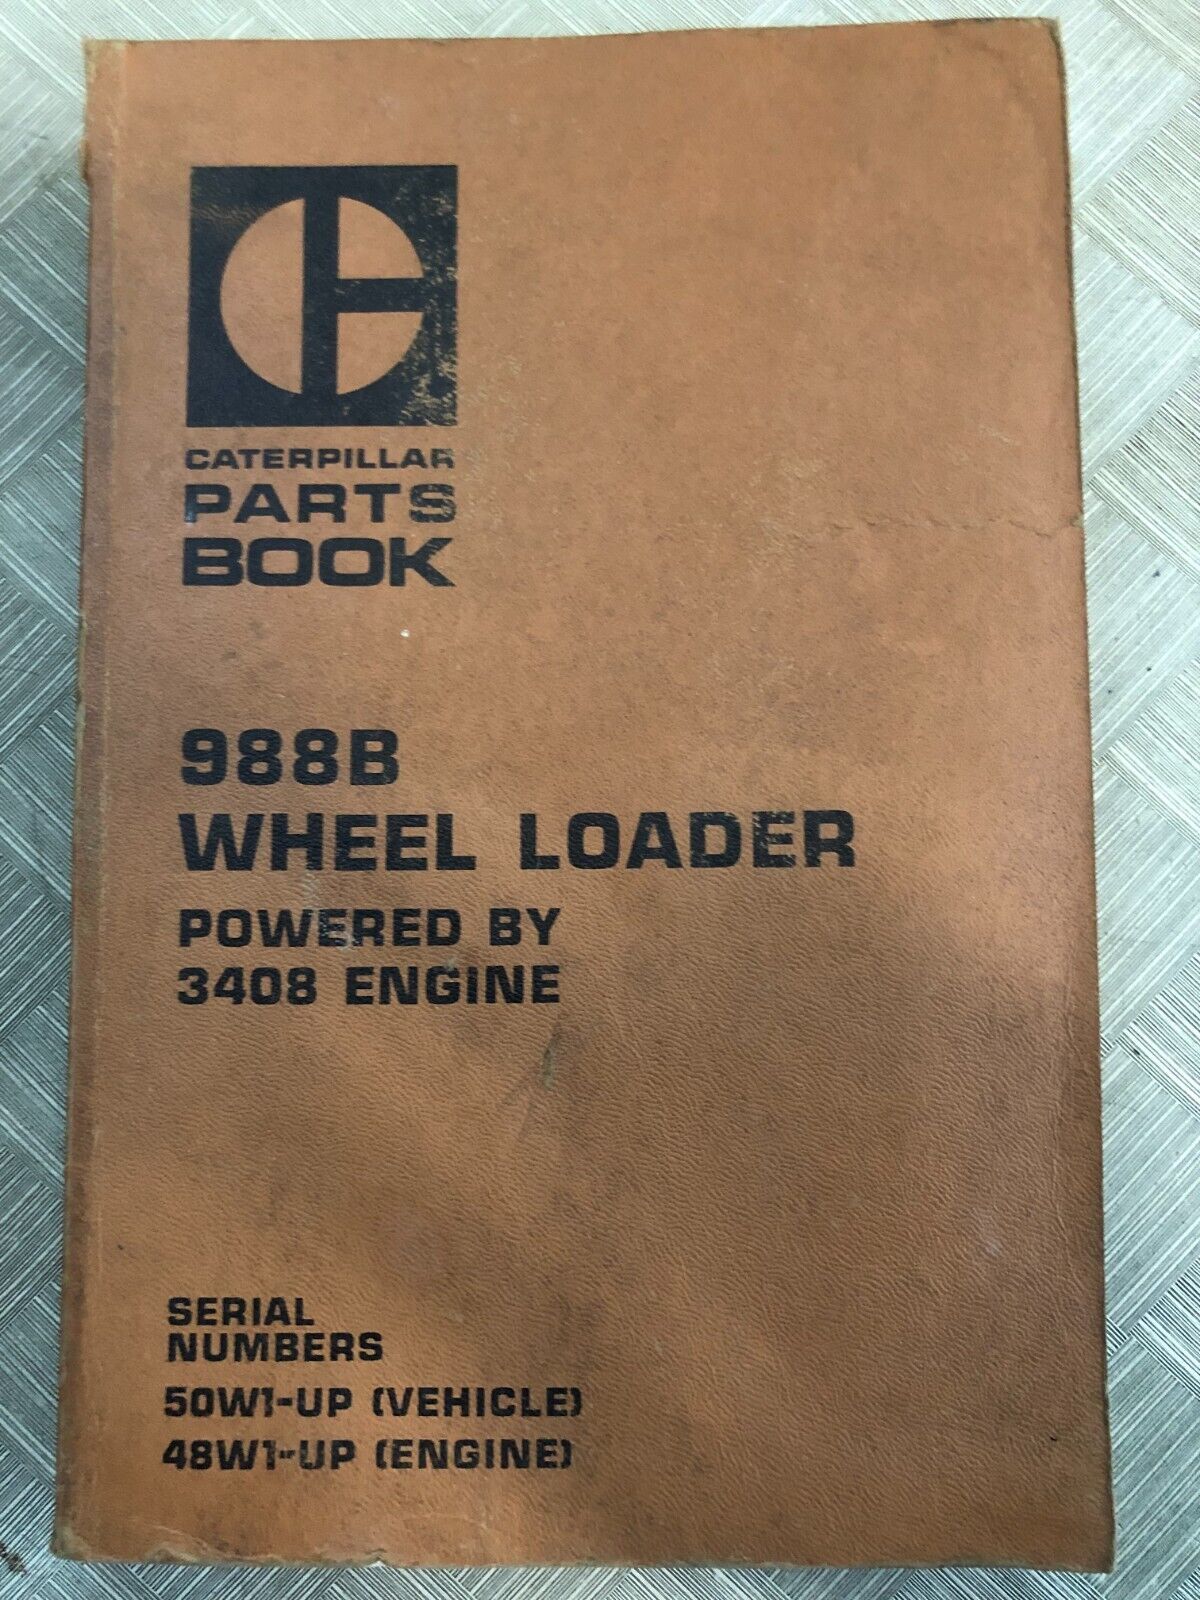 CATERPILLAR
PARTS
BOOK
988B
WHEEL LOADER
POWERED BY
3408 ENGINE
SERIAL
NUMBERS
50W1-UP (VEHICLE)
48W1-UP (ENGINE)